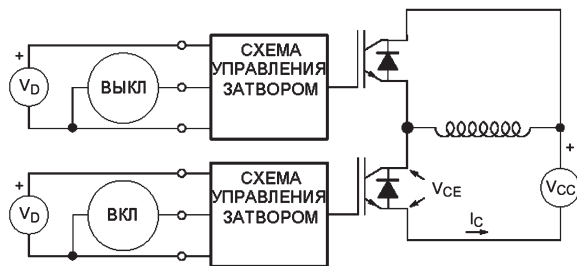 +
V_D
ВЫКЛ
СХЕМА
УПРАВЛЕНИЯ
ЗАТВОРОМ
+
V_D
ВКЛ
СХЕМА
УПРАВЛЕНИЯ
ЗАТВОРОМ
V_CE
I_C
+
V_CC